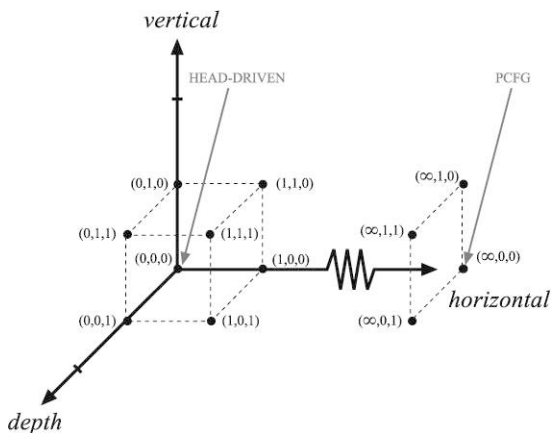 vertical
HEAD-DRIVEN
PCFG
(0,1,0)
(1,1,0)
(∞,1,0)
(0,1,1)
(1,1,1)
(∞,1,1)
(0,0,0)
(1,0,0)
(∞,0,0)
horizontal
(0,0,1)
(1,0,1)
(∞,0,1)
depth